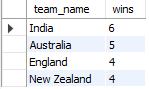 team_name wins
India 6
Australia 5
England 4
New Zealand 4